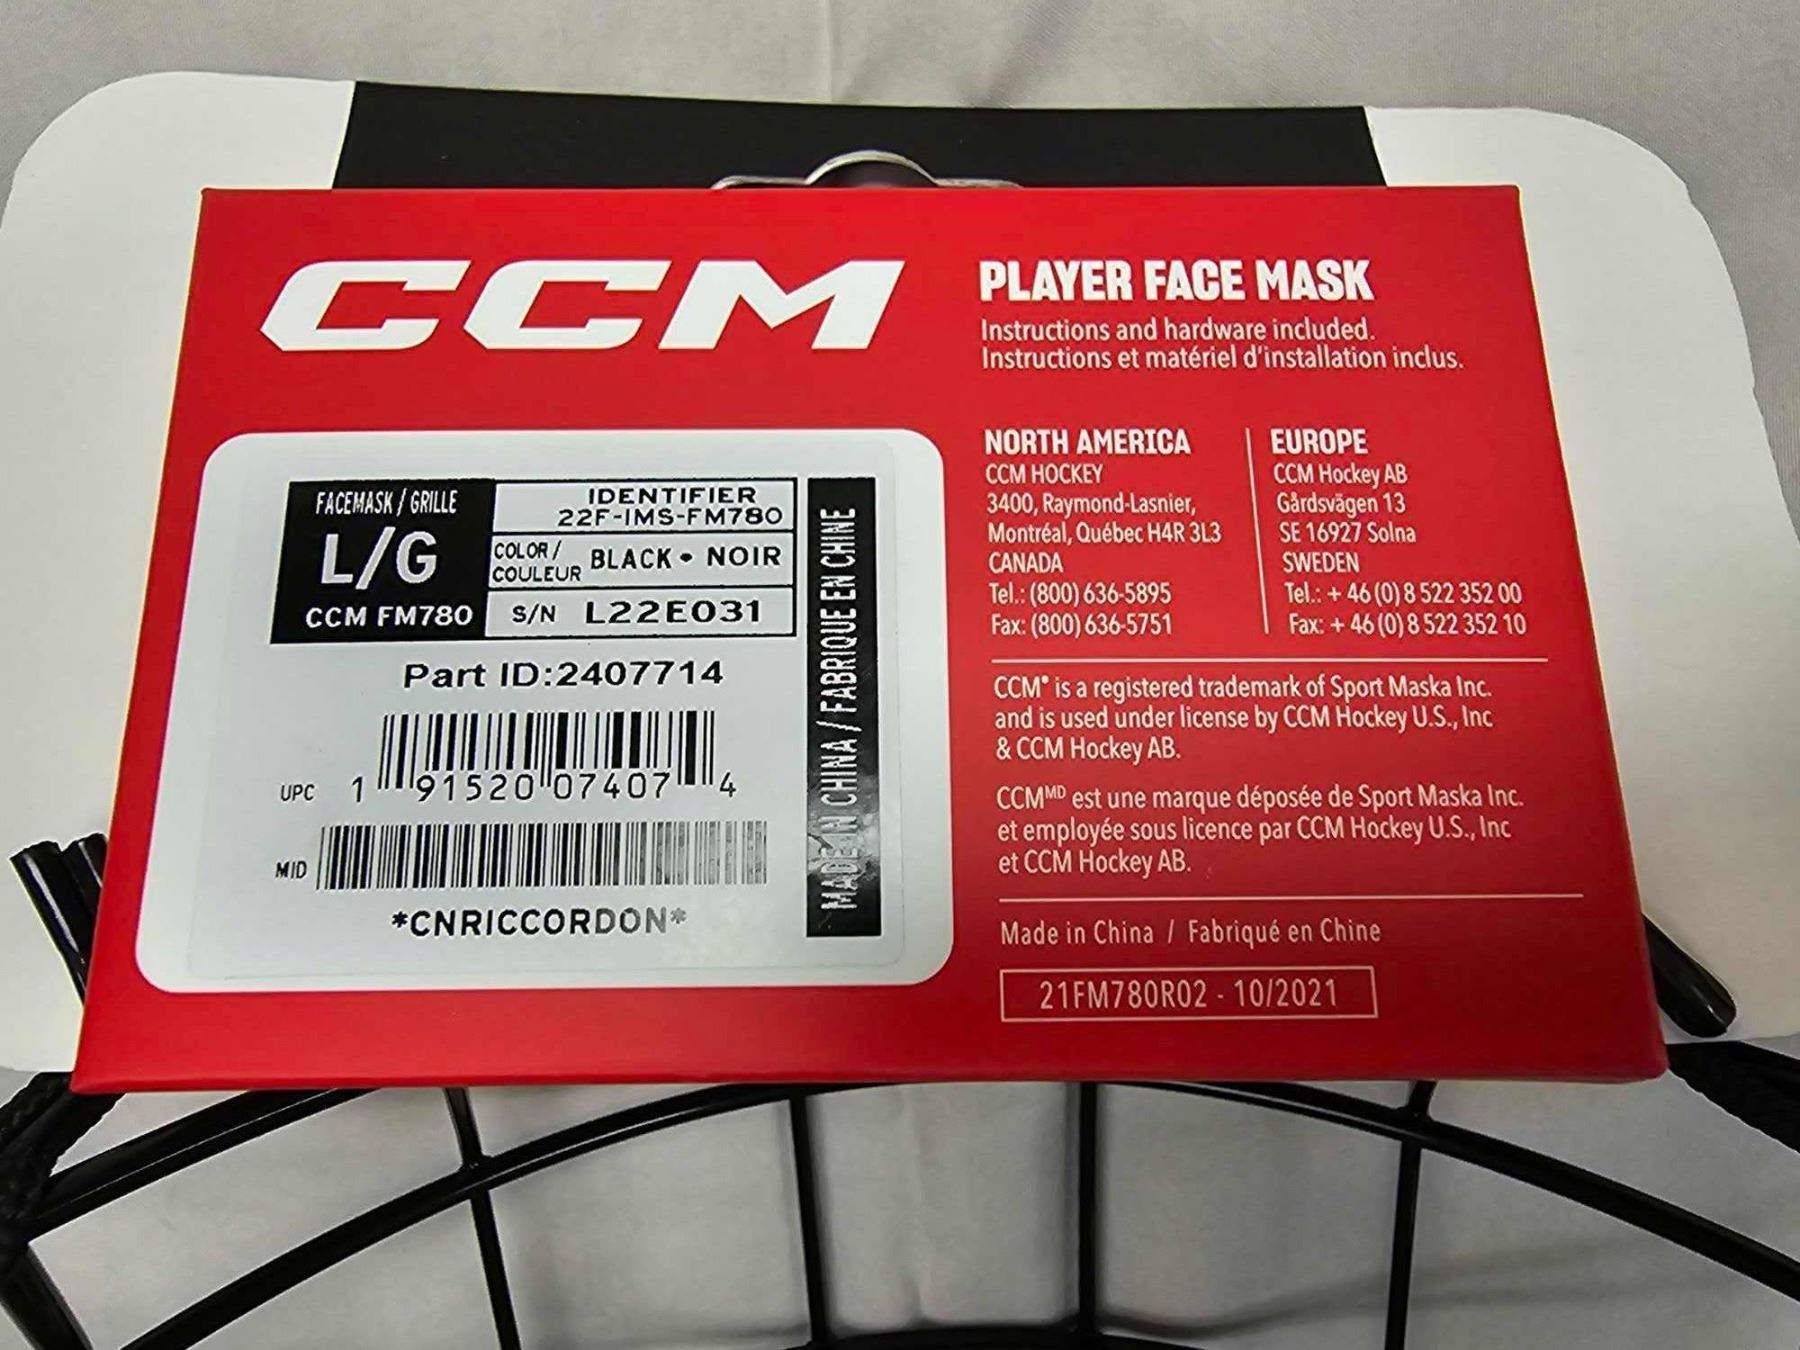 CCM
PLAYER FACE MASK
Instructions and hardware included.
Instructions et matériel d'installation inclus.
NORTH AMERICA
CCM HOCKEY
3400, Raymond-Lasnier,
Montréal, Québec H4R 3L3
CANADA
Tel.: (800) 636-5895
Fax: (800) 636-5751
EUROPE
CCM Hockey AB
Gårdsvägen 13
SE 16927 Solna
SWEDEN
Tel.: + 46 (0) 8 522 352 00
Fax: + 46 (0) 8 522 352 10
FACEMASK / GRILLE
L/G
CCM FM780
IDENTIFIER
22F-IMS-FM780
COLOR /
COULEUR
BLACK • NOIR
S/N L22E031
Part ID:2407714
UPC 1 91520 07407 4
MID
*CNRICCORDON*
MADE IN CHINA / FABRIQUE EN CHINE
CCM® is a registered trademark of Sport Maska Inc.
and is used under license by CCM Hockey U.S., Inc
& CCM Hockey AB.
CCMᴹᴰ est une marque déposée de Sport Maska Inc.
et employée sous licence par CCM Hockey U.S., Inc
et CCM Hockey AB.
Made in China / Fabriqué en Chine
21FM780R02 - 10/2021